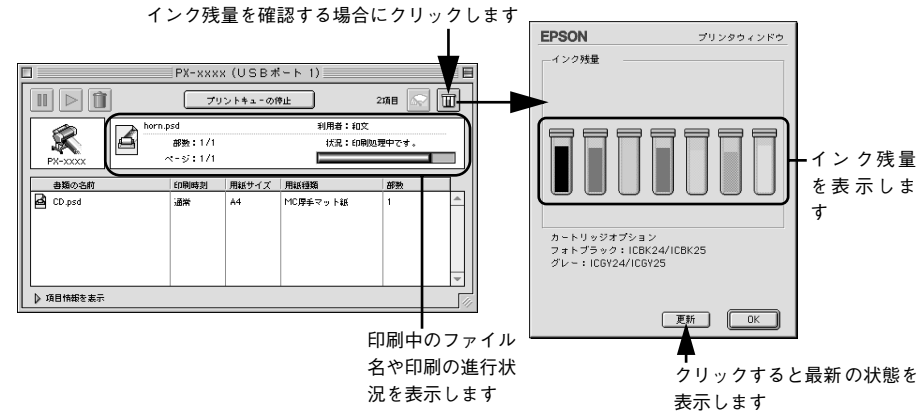 インク残量を確認する場合にクリックします
PX-xxxx (USBポート 1)
プリントキューの停止
2項目
horn.psd
利用者：和文
部数：1/1
状況：印刷処理中です。
ページ：1/1
PX-xxxx
書類の名前 印刷時刻 用紙サイズ 用紙種類 部数
CD.psd 通常 A4 MC厚手マット紙 1
項目情報を表示
印刷中のファイル
名や印刷の進行状
況を表示します
EPSON プリンタウィンドウ
インク残量
カートリッジオプション
フォトブラック：ICBK24/ICBK25
グレー：ICGY24/ICGY25
更新 OK
インク残量
を表示しま
す
クリックすると最新の状態を
表示します